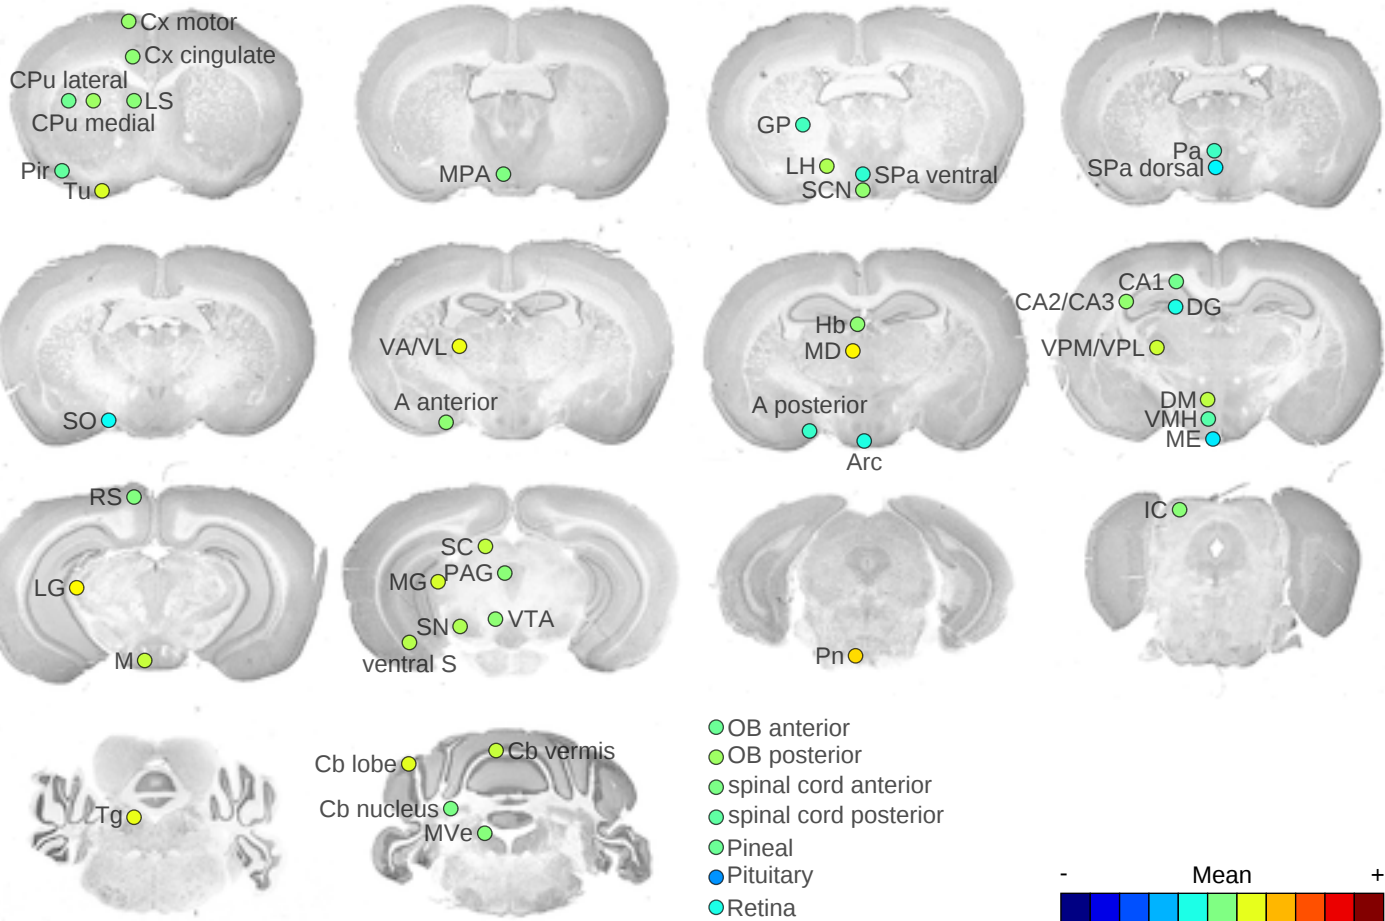 Cx motor
Cx cingulate
CPu lateral
LS
CPu medial
Pir
Tu
MPA
GP
LH
SPa ventral
SCN
Pa
SPa dorsal
SO
VA/VL
A anterior
Hb
MD
A posterior
Arc
CA1
CA2/CA3
DG
VPM/VPL
DM
VMH
ME
RS
LG
M
SC
PAG
MG
VTA
SN
ventral S
Pn
IC
Tg
Cb lobe
Cb vermis
Cb nucleus
MVe
OB anterior
OB posterior
spinal cord anterior
spinal cord posterior
Pineal
Pituitary
Retina
- Mean +